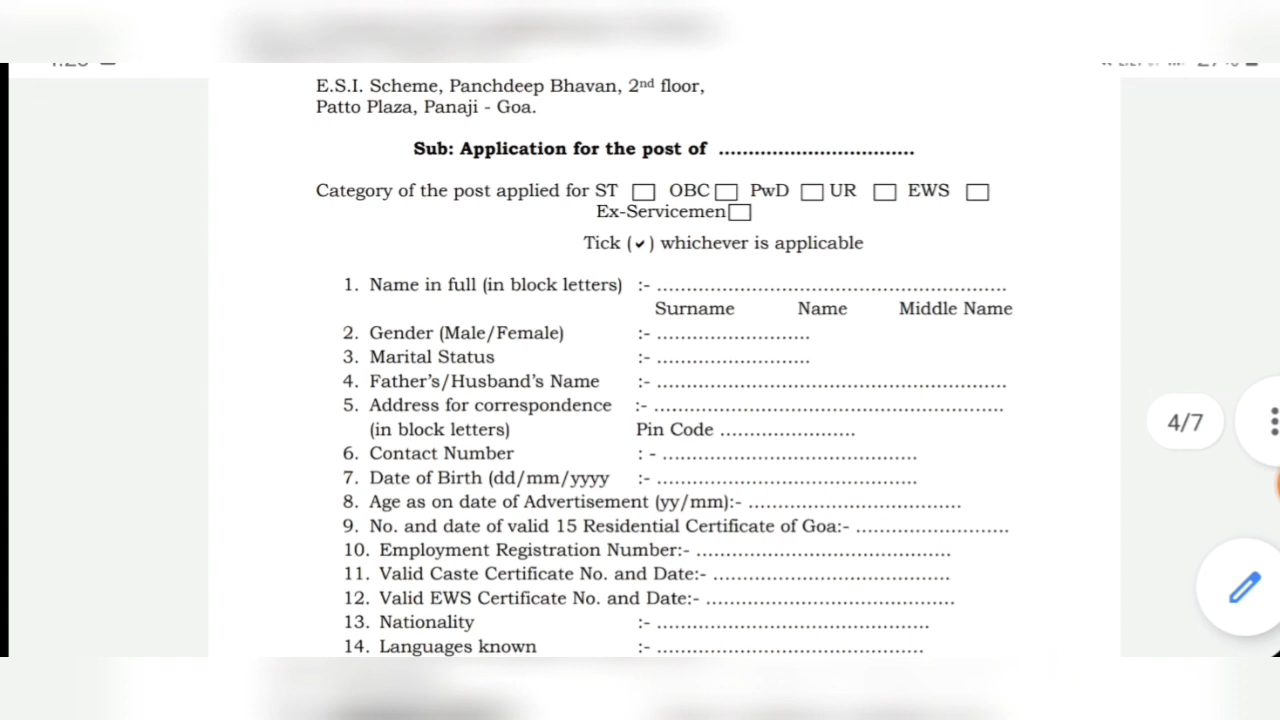 E.S.I. Scheme, Panchdeep Bhavan, 2nd floor,
Patto Plaza, Panaji - Goa.
Sub: Application for the post of .................................
Category of the post applied for ST OBC PwD UR EWS
Ex-Servicemen
Tick (✔) whichever is applicable
1. Name in full (in block letters) :- ............................................................
Surname Name Middle Name
2. Gender (Male/Female) :- ..........................
3. Marital Status :- ..........................
4. Father's/Husband's Name :- ............................................................
5. Address for correspondence :- ............................................................
(in block letters) Pin Code .......................
6. Contact Number : - ...........................................
7. Date of Birth (dd/mm/yyyy :- ............................................
8. Age as on date of Advertisement (yy/mm):- ....................................
9. No. and date of valid 15 Residential Certificate of Goa:- ..........................
10. Employment Registration Number:- ...........................................
11. Valid Caste Certificate No. and Date:- ........................................
12. Valid EWS Certificate No. and Date:- ..........................................
13. Nationality :- ..............................................
14. Languages known :- .............................................
4/7